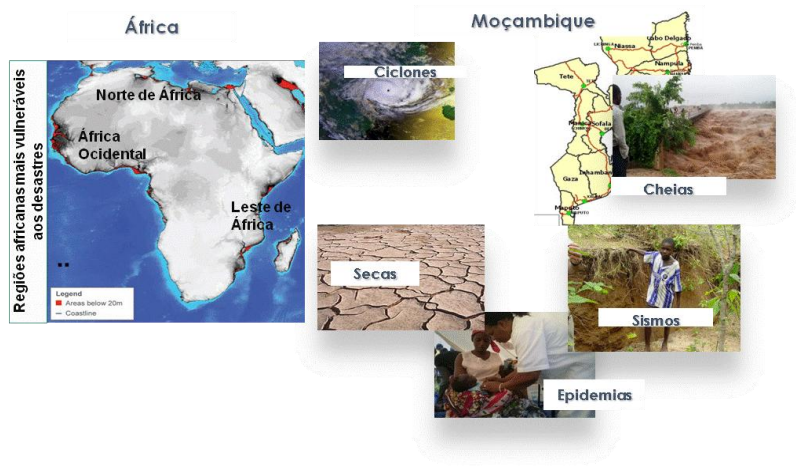 África
Moçambique
Regiões africanas mais vulneráveis
aos desastres
Norte de África
África
Ocidental
Leste de
África
Legend
Areas below 20m
Coastline
Ciclones
Niassa
Cabo Delgado
Nampula
Tete
Sofala
Gaza
Inhambane
Maputo
MAPUTO
Cheias
Secas
Sismos
Epidemias